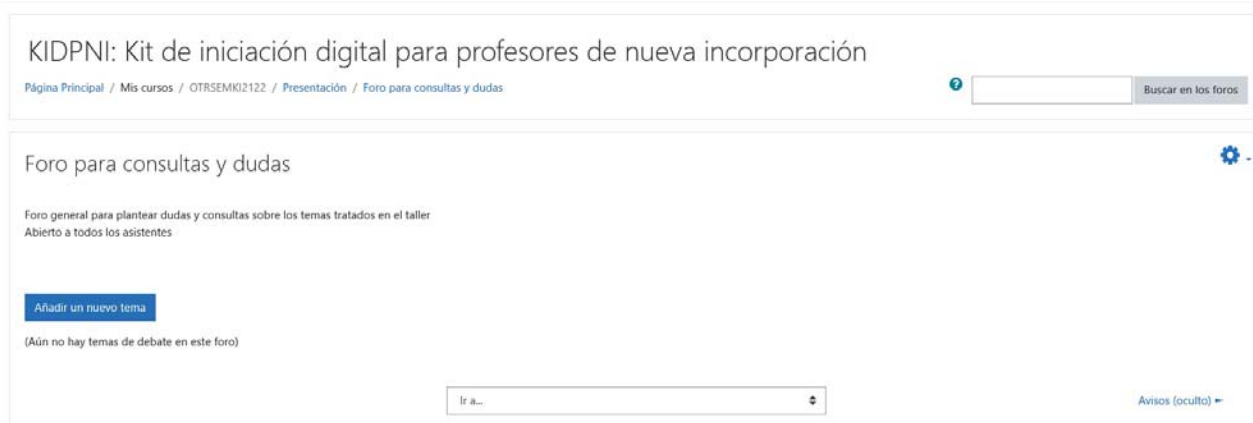 KIDPNI: Kit de iniciación digital para profesores de nueva incorporación
Página Principal / Mis cursos / OTRSEMKI2122 / Presentación / Foro para consultas y dudas
? Buscar en los foros
Foro para consultas y dudas
Foro general para plantear dudas y consultas sobre los temas tratados en el taller
Abierto a todos los asistentes
Añadir un nuevo tema
(Aún no hay temas de debate en este foro)
Ir a...
Avisos (oculto) ►